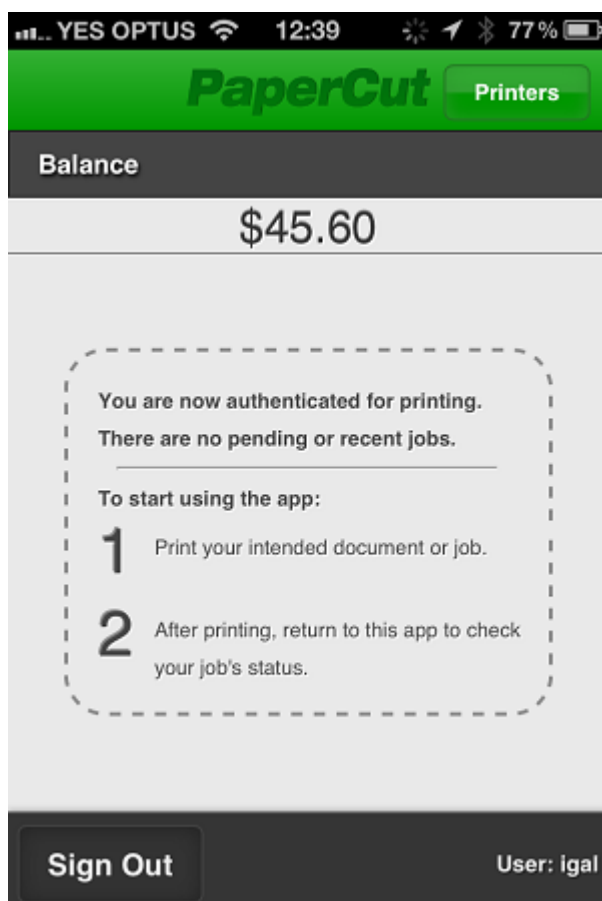 YES OPTUS 12:39 77%
PaperCut Printers
Balance
$45.60
You are now authenticated for printing.
There are no pending or recent jobs.
To start using the app:
1 Print your intended document or job.
2 After printing, return to this app to check
your job's status.
Sign Out User: igal